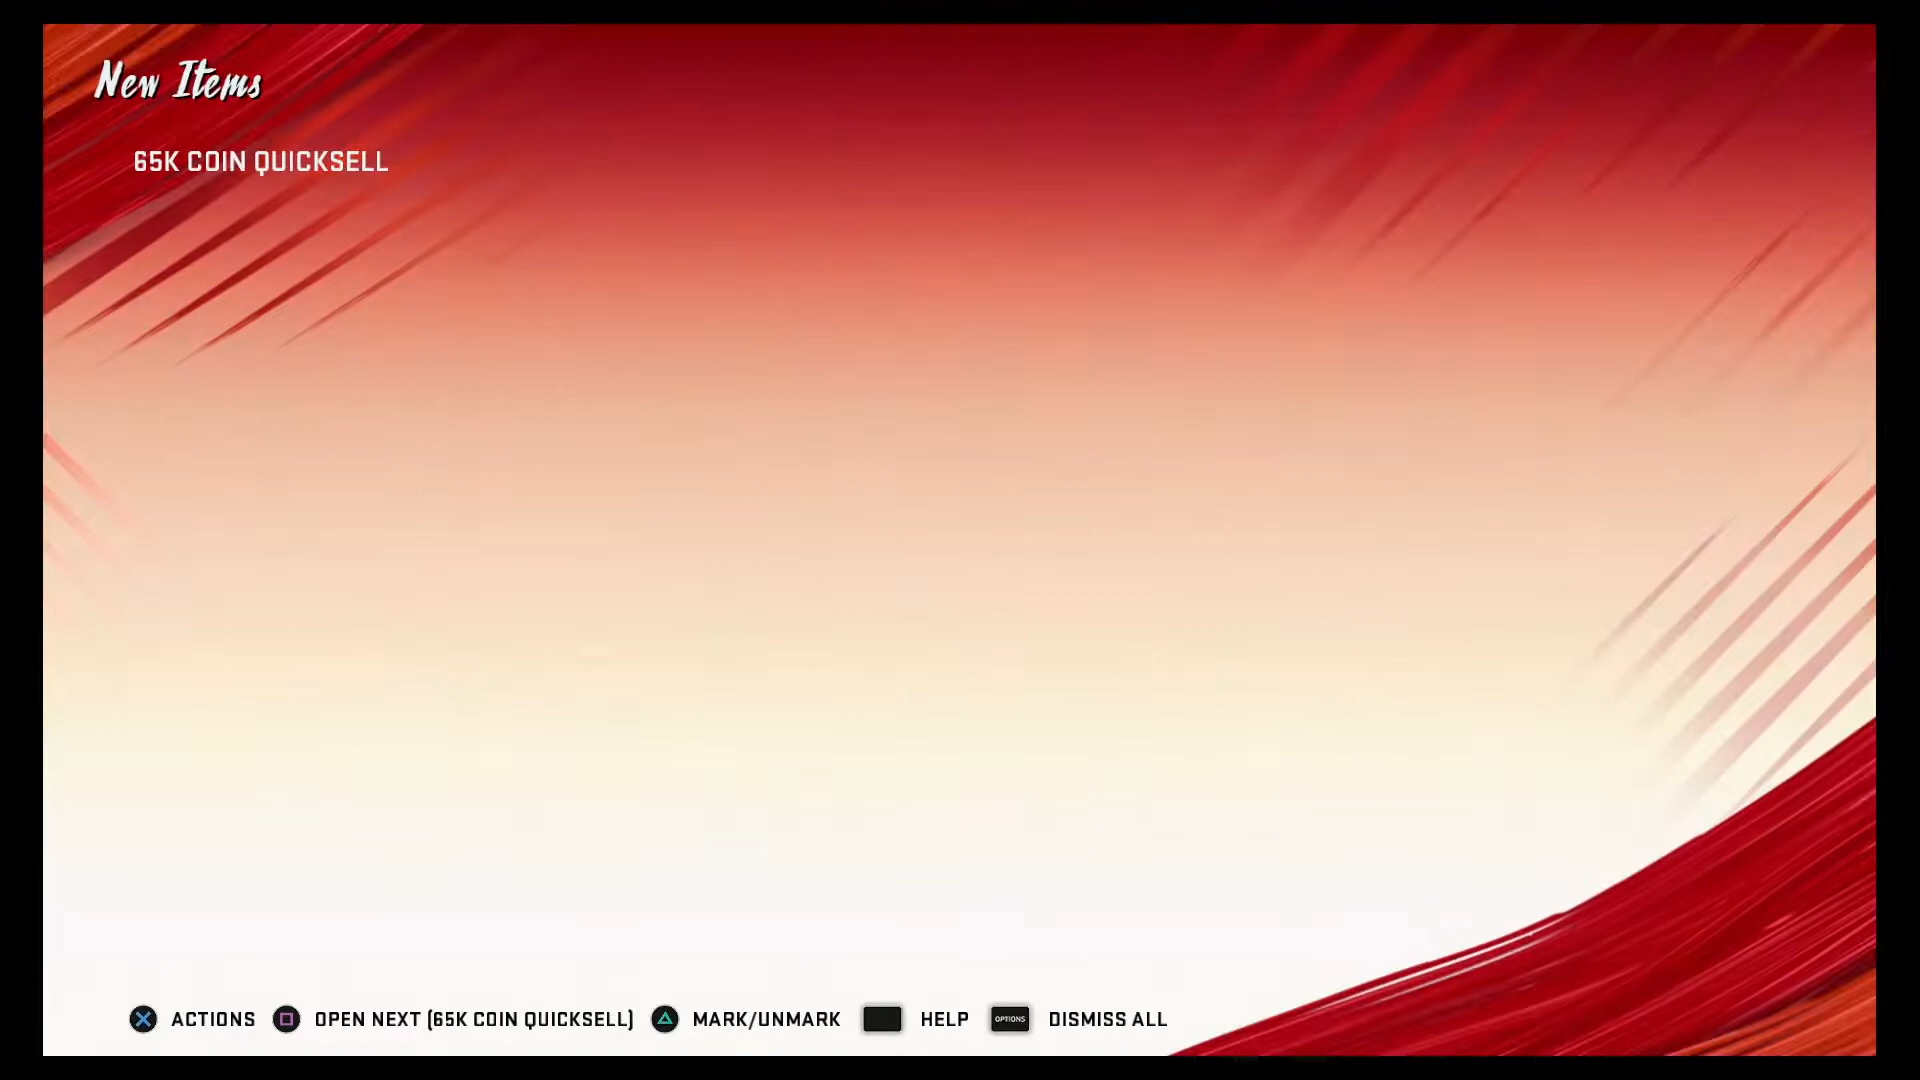 New Items
65K COIN QUICKSELL
ACTIONS OPEN NEXT (65K COIN QUICKSELL) MARK/UNMARK HELP OPTIONS DISMISS ALL